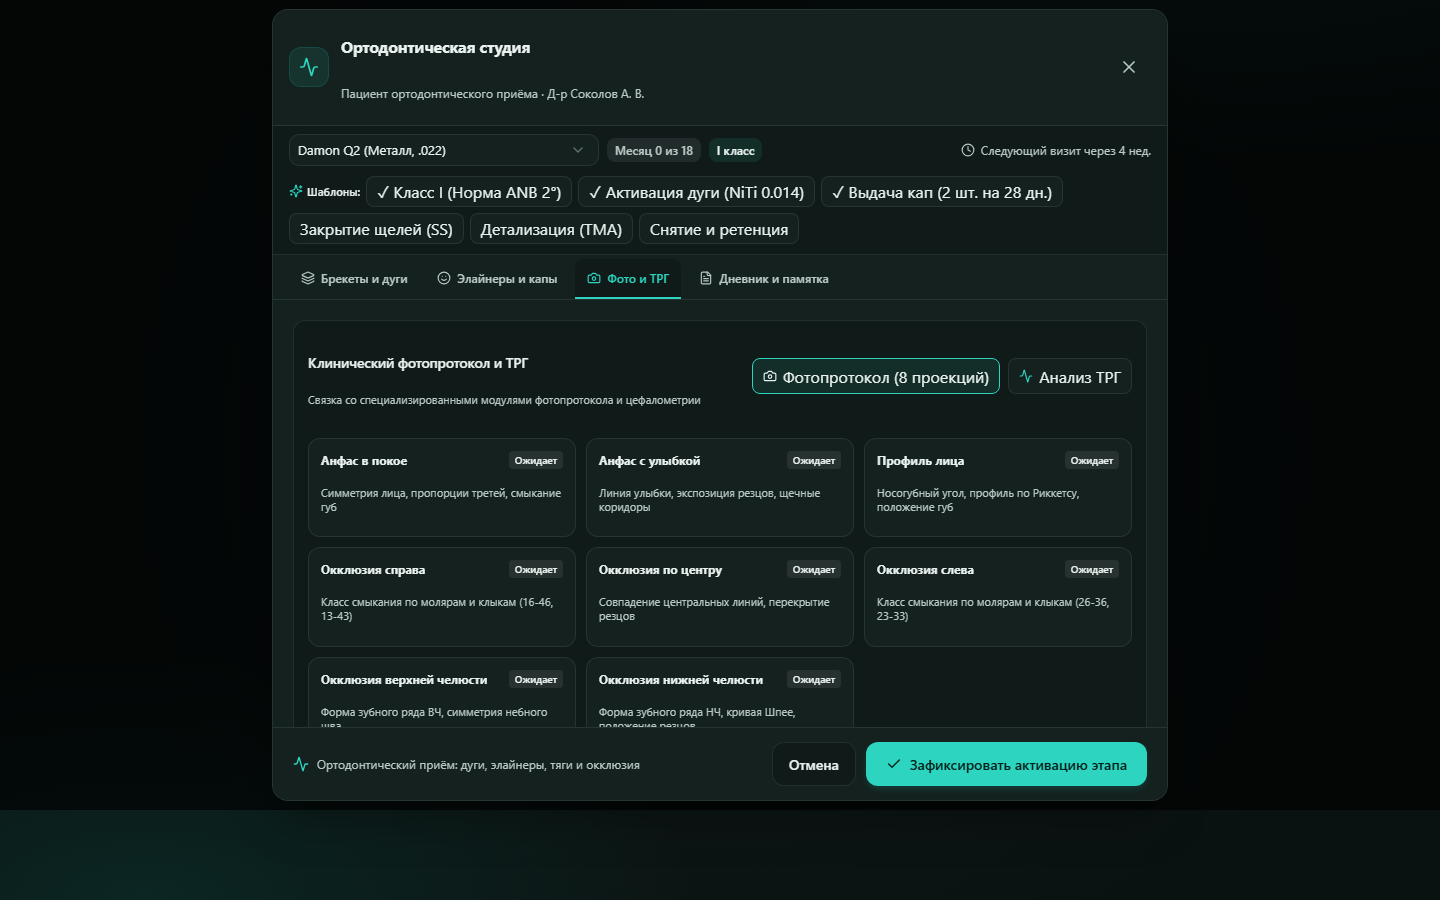 Ортодонтическая студия
Пациент ортодонтического приёма · Д-р Соколов А. В.
Damon Q2 (Металл, .022)
Месяц 0 из 18
I класс
Следующий визит через 4 нед.
Шаблоны:
✓ Класс I (Норма ANB 2°)
✓ Активация дуги (NiTi 0.014)
✓ Выдача кап (2 шт. на 28 дн.)
Закрытие щелей (SS)
Детализация (TMA)
Снятие и ретенция
Брекеты и дуги
Элайнеры и капы
Фото и ТРГ
Дневник и памятка
Клинический фотопротокол и ТРГ
Связка со специализированными модулями фотопротокола и цефалометрии
Фотопротокол (8 проекций)
Анализ ТРГ
Анфас в покое
Ожидает
Симметрия лица, пропорции третей, смыкание
губ
Анфас с улыбкой
Ожидает
Линия улыбки, экспозиция резцов, щечные
коридоры
Профиль лица
Ожидает
Носогубный угол, профиль по Риккетсу,
положение губ
Окклюзия справа
Ожидает
Класс смыкания по молярам и клыкам (16-46,
13-43)
Окклюзия по центру
Ожидает
Совпадение центральных линий, перекрытие
резцов
Окклюзия слева
Ожидает
Класс смыкания по молярам и клыкам (26-36,
23-33)
Окклюзия верхней челюсти
Ожидает
Форма зубного ряда ВЧ, симметрия небного
шва
Окклюзия нижней челюсти
Ожидает
Форма зубного ряда НЧ, кривая Шпее,
положение резцов
Ортодонтический приём: дуги, элайнеры, тяги и окклюзия
Отмена
Зафиксировать активацию этапа